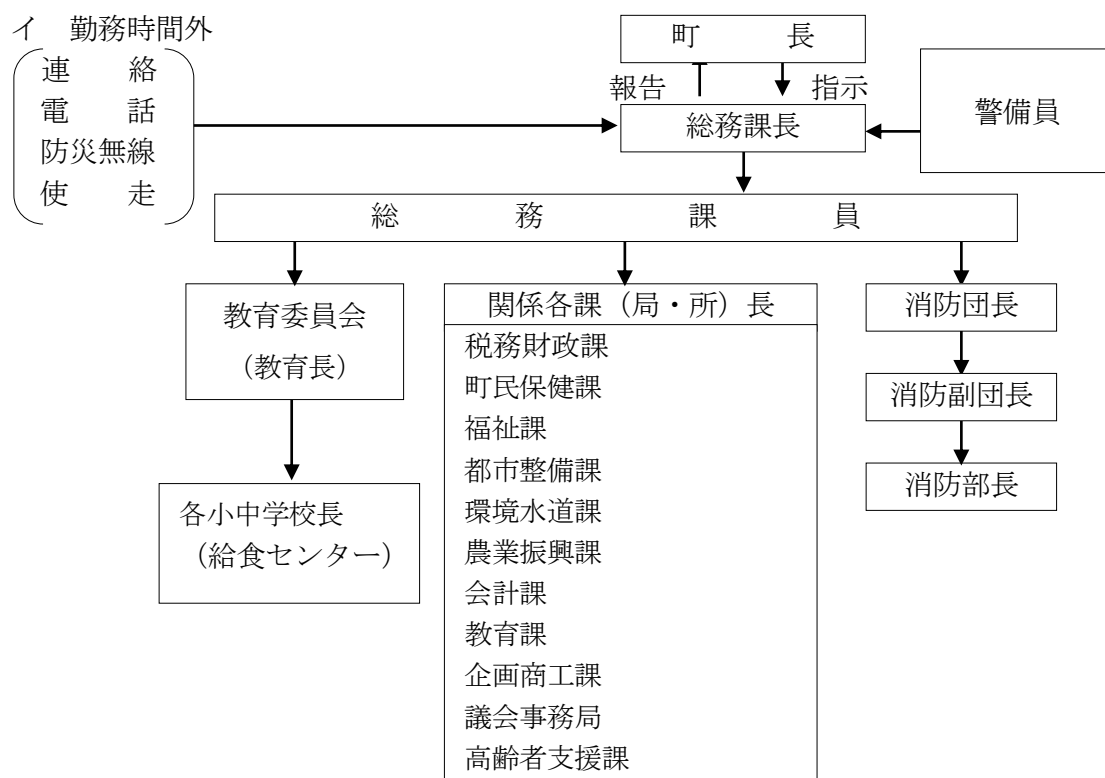 イ 勤務時間外
連 絡
電 話
防災無線
使 走
町 長
報告
指示
総務課長
警備員
総 務 課 員
教育委員会
（教育長）
各小中学校長
（給食センター）
関係各課（局・所）長
税務財政課
町民保健課
福祉課
都市整備課
環境水道課
農業振興課
会計課
教育課
企画商工課
議会事務局
高齢者支援課
消防団長
消防副団長
消防部長